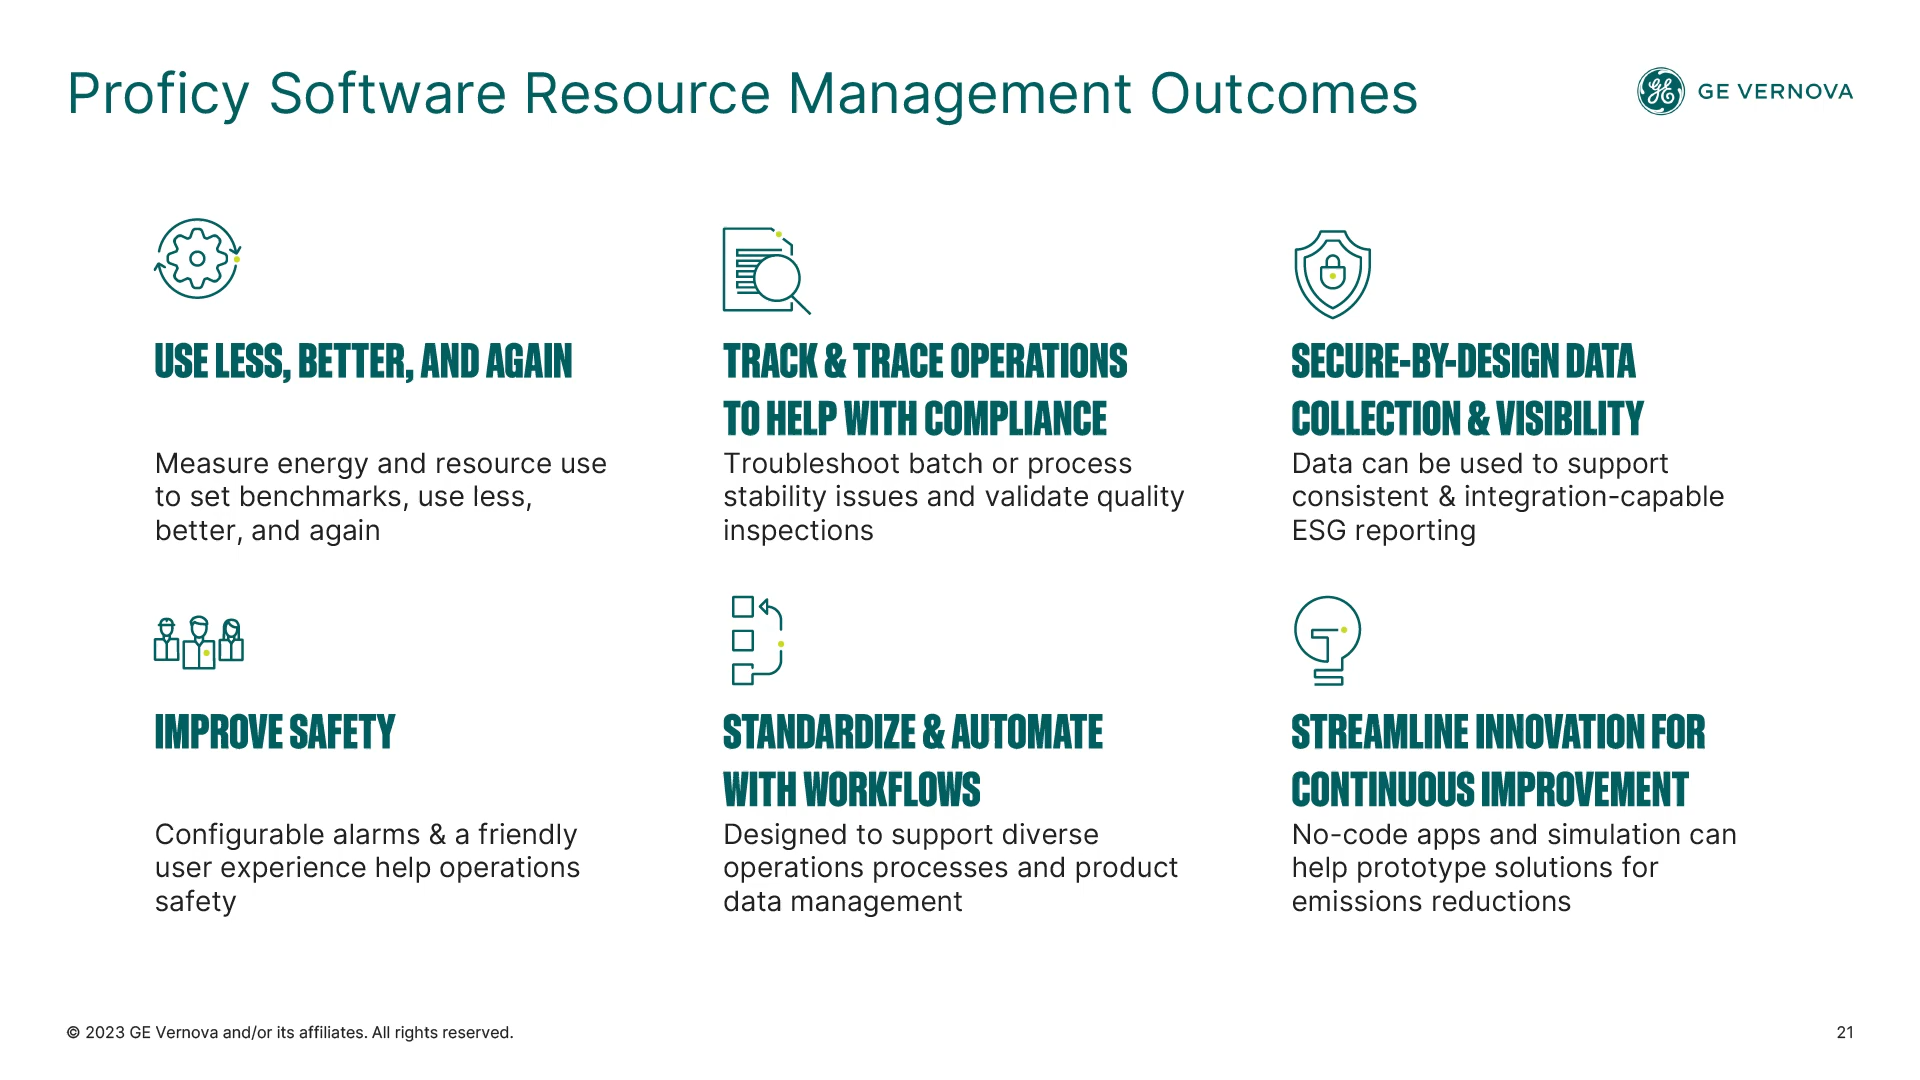 Proficy Software Resource Management Outcomes
GE VERNOVA
USE LESS, BETTER, AND AGAIN
Measure energy and resource use
to set benchmarks, use less,
better, and again
TRACK & TRACE OPERATIONS
TO HELP WITH COMPLIANCE
Troubleshoot batch or process
stability issues and validate quality
inspections
SECURE-BY-DESIGN DATA
COLLECTION & VISIBILITY
Data can be used to support
consistent & integration-capable
ESG reporting
IMPROVE SAFETY
Configurable alarms & a friendly
user experience help operations
safety
STANDARDIZE & AUTOMATE
WITH WORKFLOWS
Designed to support diverse
operations processes and product
data management
STREAMLINE INNOVATION FOR
CONTINUOUS IMPROVEMENT
No-code apps and simulation can
help prototype solutions for
emissions reductions
© 2023 GE Vernova and/or its affiliates. All rights reserved.
21